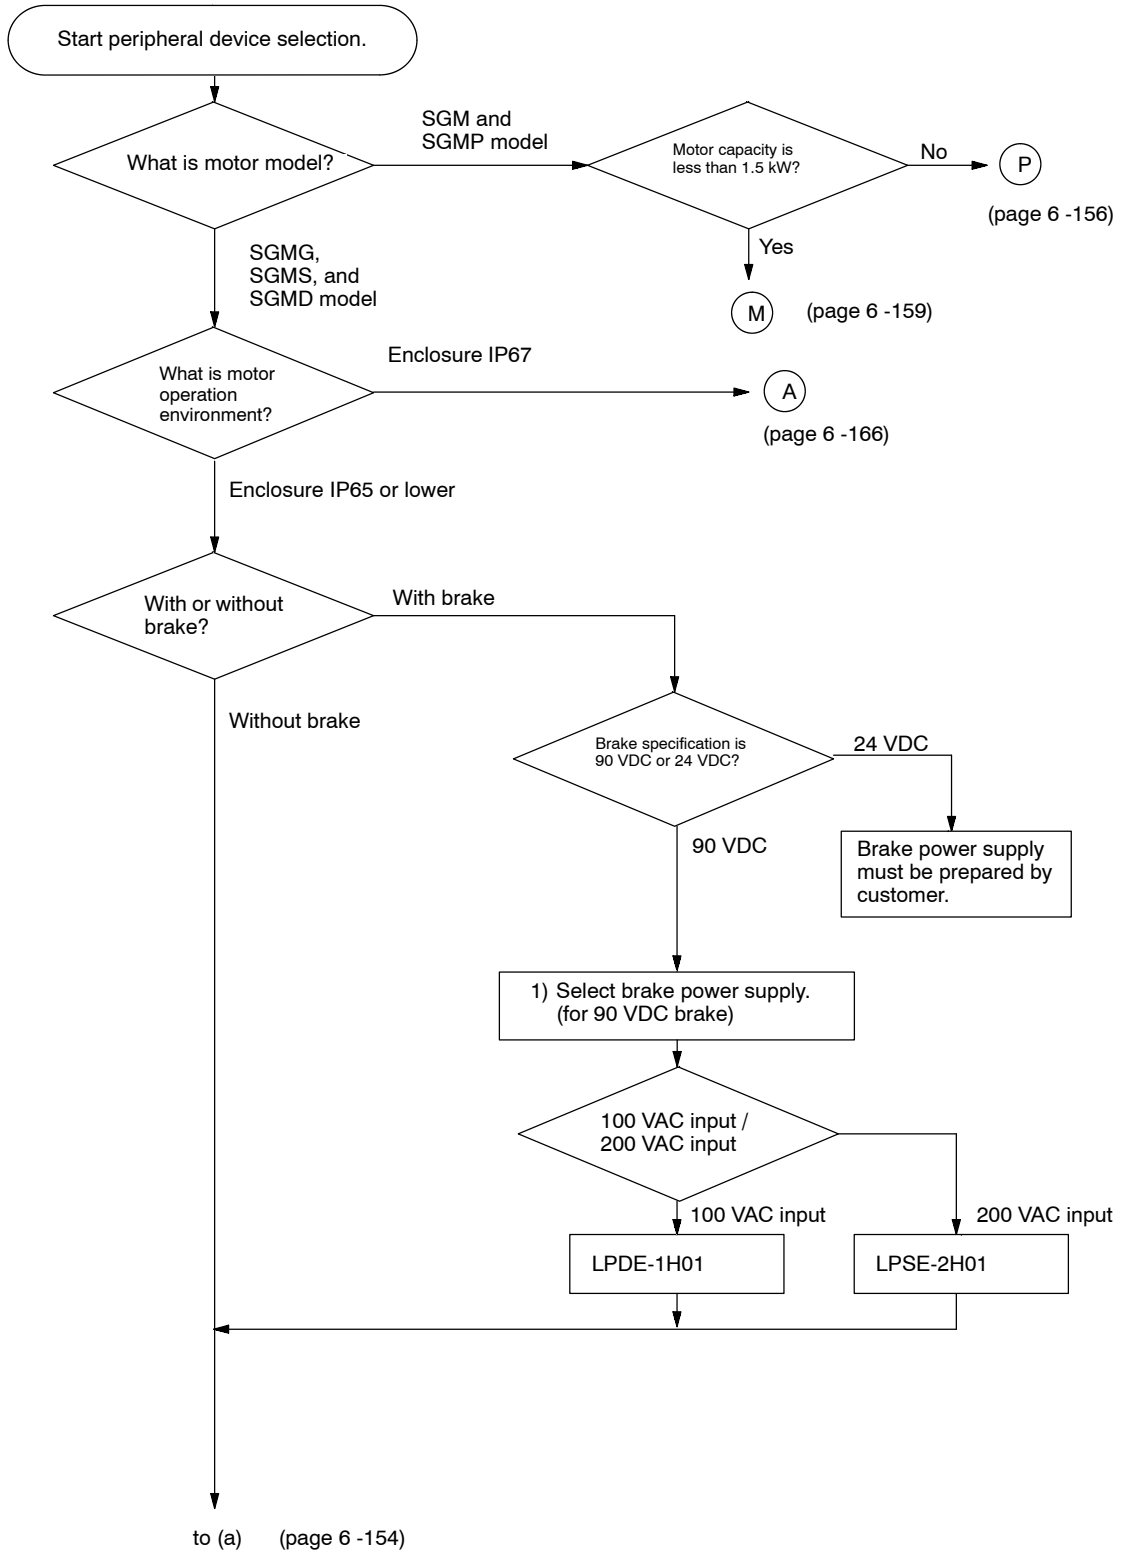 Start peripheral device selection.
What is motor model?
SGM and
SGMP model
Motor capacity is
less than 1.5 kW?
No
P
(page 6 -156)
Yes
M
(page 6 -159)
SGMG,
SGMS, and
SGMD model
What is motor
operation
environment?
Enclosure IP67
A
(page 6 -166)
Enclosure IP65 or lower
With or without
brake?
With brake
Without brake
Brake specification is
90 VDC or 24 VDC?
24 VDC
Brake power supply
must be prepared by
customer.
90 VDC
1) Select brake power supply.
(for 90 VDC brake)
100 VAC input /
200 VAC input
100 VAC input
200 VAC input
LPDE-1H01
LPSE-2H01
to (a) (page 6 -154)